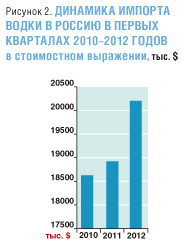 Рисунок 2. ДИНАМИКА ИМПОРТА
ВОДКИ В РОССИЮ В ПЕРВЫХ
КВАРТАЛАХ 2010-2012 ГОДОВ
в стоимостном выражении, тыс. $
20500
20000
19500
19000
18500
18000
17500
тыс. $ 2010 2011 2012